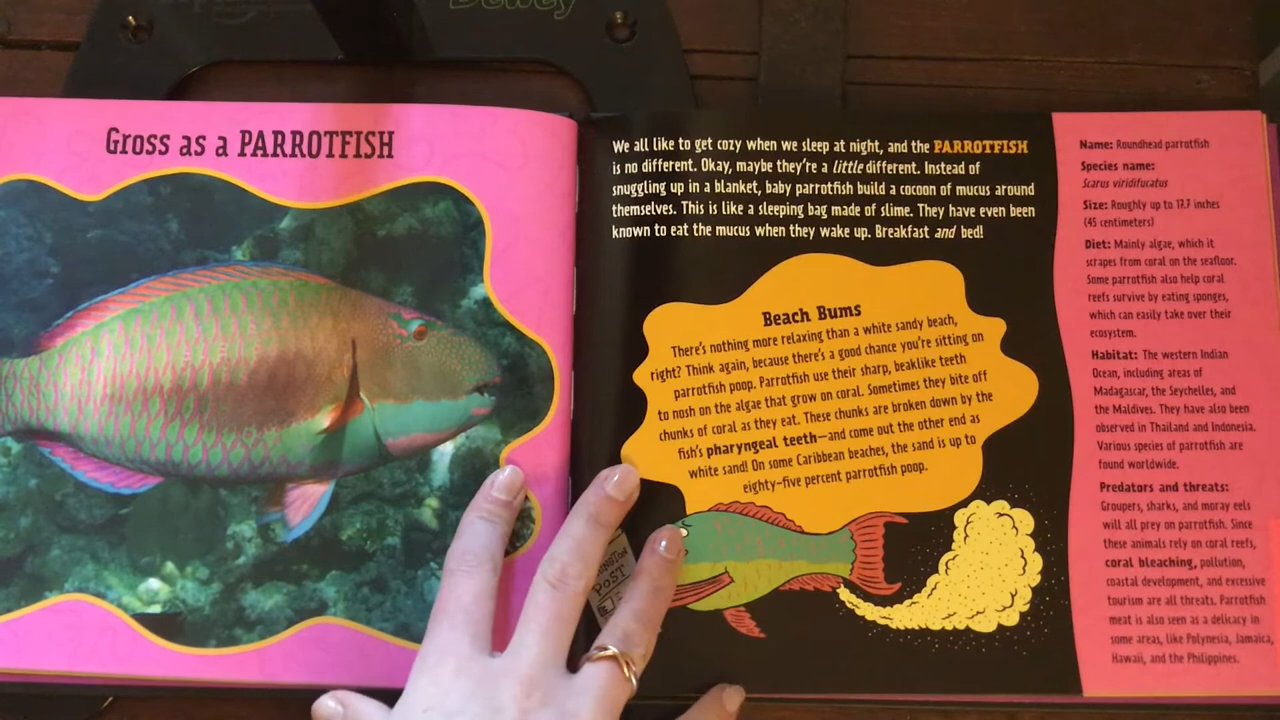 Dewey
Gross as a PARROTFISH
We all like to get cozy when we sleep at night, and the PARROTFISH
is no different. Okay, maybe they're a little different. Instead of
snuggling up in a blanket, baby parrotfish build a cocoon of mucus around
themselves. This is like a sleeping bag made of slime. They have even been
known to eat the mucus when they wake up. Breakfast and bed!
Beach Bums
There's nothing more relaxing than a white sandy beach,
right? Think again, because there's a good chance you're sitting on
parrotfish poop. Parrotfish use their sharp, beaklike teeth
to nosh on the algae that grow on coral. Sometimes they bite off
chunks of coral as they eat. These chunks are broken down by the
fish's pharyngeal teeth—and come out the other end as
white sand! On some Caribbean beaches, the sand is up to
eighty-five percent parrotfish poop.
POST
Name: Roundhead parrotfish
Species name:
Scarus viridifucatus
Size: Roughly up to 17.7 inches
(45 centimeters)
Diet: Mainly algae, which it
scrapes from coral on the seafloor.
Some parrotfish also help coral
reefs survive by eating sponges,
which can easily take over their
ecosystem.
Habitat: The western Indian
Ocean, including areas of
Madagascar, the Seychelles, and
the Maldives. They have also been
observed in Thailand and Indonesia.
Various species of parrotfish are
found worldwide.
Predators and threats:
Groupers, sharks, and moray eels
will all prey on parrotfish. Since
these animals rely on coral reefs,
coral bleaching, pollution,
coastal development, and excessive
tourism are all threats. Parrotfish
meat is also seen as a delicacy in
some areas, like Polynesia, Jamaica,
Hawaii, and the Philippines.